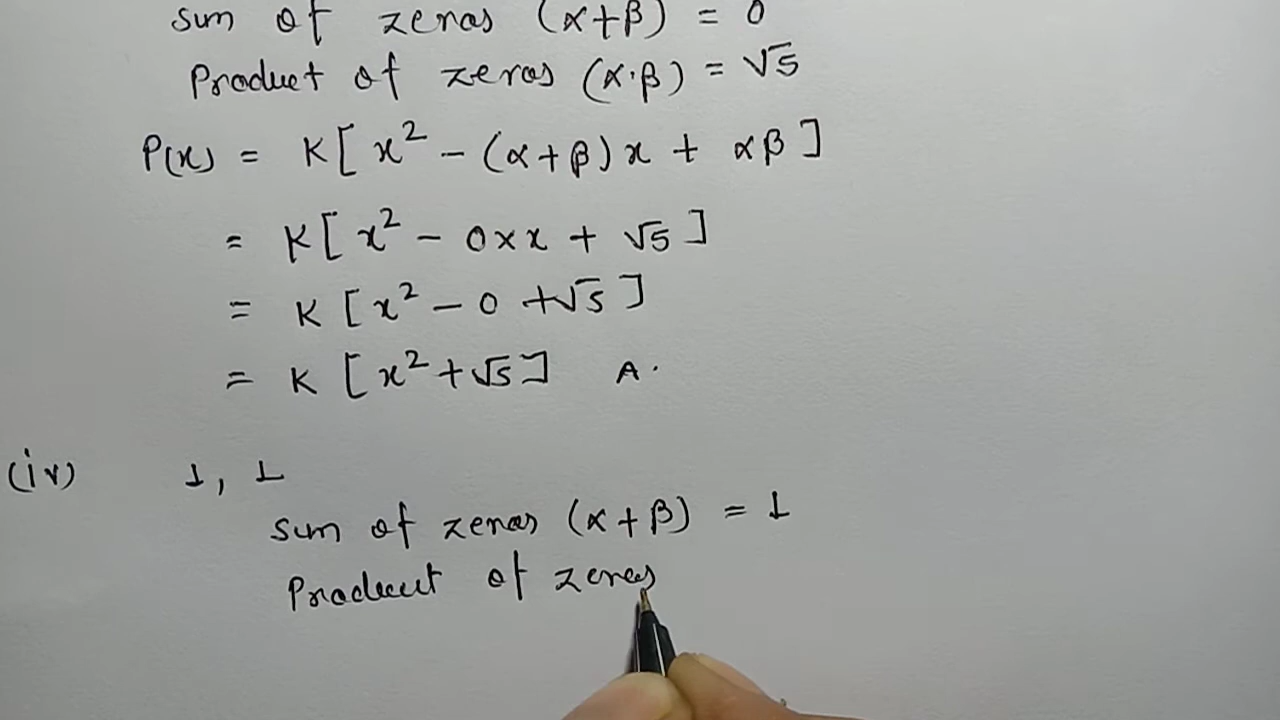 Sum of zeros (α+β) = 0
Product of zeros (α·β) = √5
P(x) = K[x² - (α+β)x + αβ]
= K[x² - 0×x + √5]
= K[x² - 0 + √5]
= K[x² + √5] A.
(iv) 1, 1
Sum of zeros (α+β) = 1
Product of zeros